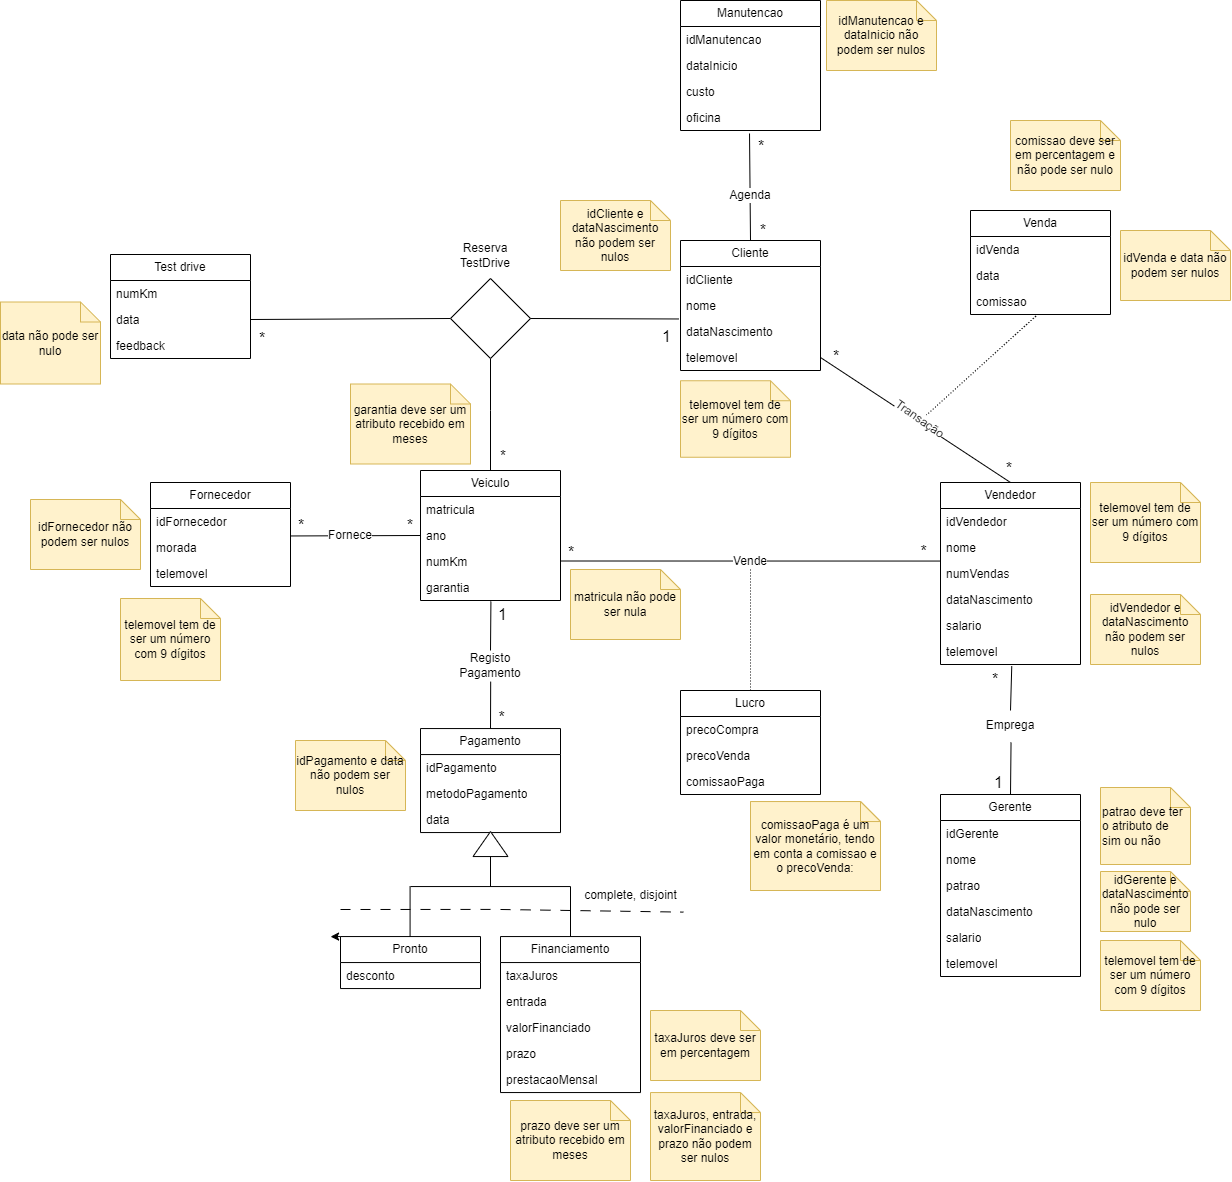 Manutencao
idManutencao
dataInicio
custo
oficina
idManutencao e
dataInicio não
podem ser nulos
*
Agenda
*
comissao deve ser
em percentagem e
não pode ser nulo
idCliente e
dataNascimento
não podem ser
nulos
Venda
idVenda
data
comissao
idVenda e data não
podem ser nulos
Cliente
idCliente
nome
dataNascimento
telemovel
Reserva
TestDrive
Test drive
numKm
data
feedback
data não pode ser
nulo
*
1
*
Transação
*
telemovel tem de
ser um número com
9 dígitos
garantia deve ser um
atributo recebido em
meses
*
Veiculo
matricula
ano
numKm
garantia
Fornecedor
idFornecedor
morada
telemovel
idFornecedor não
podem ser nulos
*
Fornece
*
telemovel tem de
ser um número
com 9 dígitos
*
Vende
*
matricula não pode
ser nula
Vendedor
idVendedor
nome
numVendas
dataNascimento
salario
telemovel
telemovel tem de
ser um número com
9 dígitos
idVendedor e
dataNascimento
não podem ser
nulos
1
Registo
Pagamento
*
Lucro
precoCompra
precoVenda
comissaoPaga
comissaoPaga é um
valor monetário, tendo
em conta a comissao e
o precoVenda:
*
Emprega
1
Pagamento
idPagamento
metodoPagamento
data
idPagamento e data
não podem ser
nulos
Gerente
idGerente
nome
patrao
dataNascimento
salario
telemovel
patrao deve ter
o atributo de
sim ou não
idGerente e
dataNascimento
não pode ser
nulo
telemovel tem de
ser um número
com 9 dígitos
complete, disjoint
Pronto
desconto
Financiamento
taxaJuros
entrada
valorFinanciado
prazo
prestacaoMensal
taxaJuros deve ser
em percentagem
prazo deve ser um
atributo recebido em
meses
taxaJuros, entrada,
valorFinanciado e
prazo não podem
ser nulos